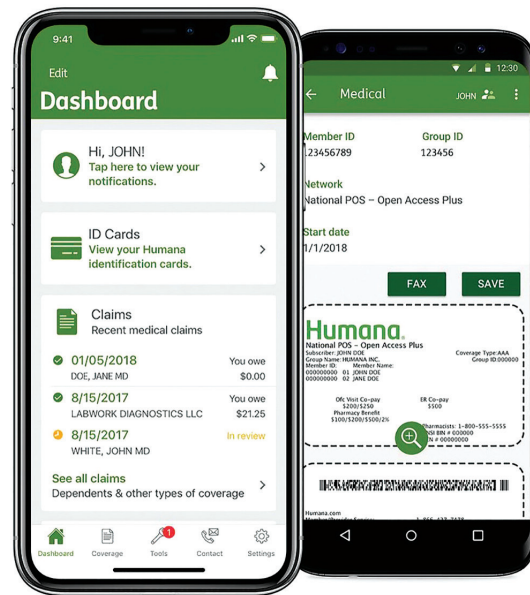 9:41
Edit
Dashboard
Hi, JOHN!
Tap here to view your
notifications.
ID Cards
View your Humana
identification cards.
Claims
Recent medical claims
01/05/2018 You owe
DOE, JANE MD $0.00
8/15/2017 You owe
LABWORK DIAGNOSTICS LLC $21.25
8/15/2017 In review
WHITE, JOHN MD
See all claims
Dependents & other types of coverage
1
Dashboard Coverage Tools Contact Settings
12:30
Medical JOHN
Member ID Group ID
123456789 123456
Network
National POS – Open Access Plus
Start date
1/1/2018
FAX SAVE
Humana.
National POS – Open Access Plus
Subscriber: JOHN DOE Coverage Type:AAA
Group Name: HUMANA INC. Group ID:000000
Member ID: Member Name:
000000000 01 JOHN DOE
000000000 02 JANE DOE
Ofc Visit Co-pay ER Co-pay
$200/$250 $500
Pharmacy Benefit
$100/$200/$500/2%
Pharmacists: 1-800-555-5555
BIN # 000000
# 00000000
Humana.com